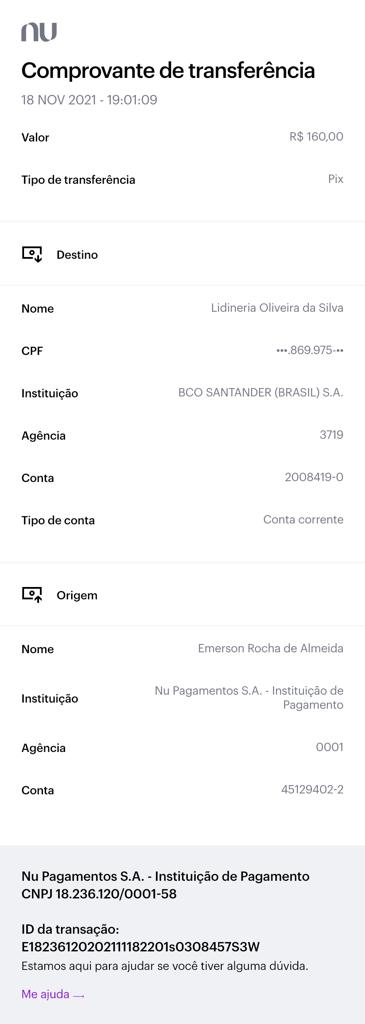 nu
Comprovante de transferência
18 NOV 2021 - 19:01:09
Valor R$ 160,00
Tipo de transferência Pix
Destino
Nome Lidineria Oliveira da Silva
CPF •••.869.975-••
Instituição BCO SANTANDER (BRASIL) S.A.
Agência 3719
Conta 2008419-0
Tipo de conta Conta corrente
Origem
Nome Emerson Rocha de Almeida
Instituição Nu Pagamentos S.A. - Instituição de
Pagamento
Agência 0001
Conta 45129402-2
Nu Pagamentos S.A. - Instituição de Pagamento
CNPJ 18.236.120/0001-58
ID da transação:
E18236120202111182201s0308457S3W
Estamos aqui para ajudar se você tiver alguma dúvida.
Me ajuda →